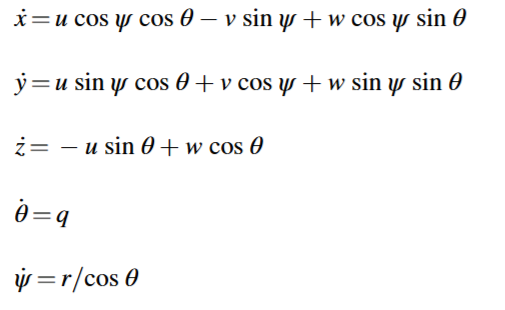 ẋ = u cos ψ cos θ − v sin ψ + w cos ψ sin θ
ẏ = u sin ψ cos θ + v cos ψ + w sin ψ sin θ
ż = − u sin θ + w cos θ
θ̇ = q
ψ̇ = r/cos θ